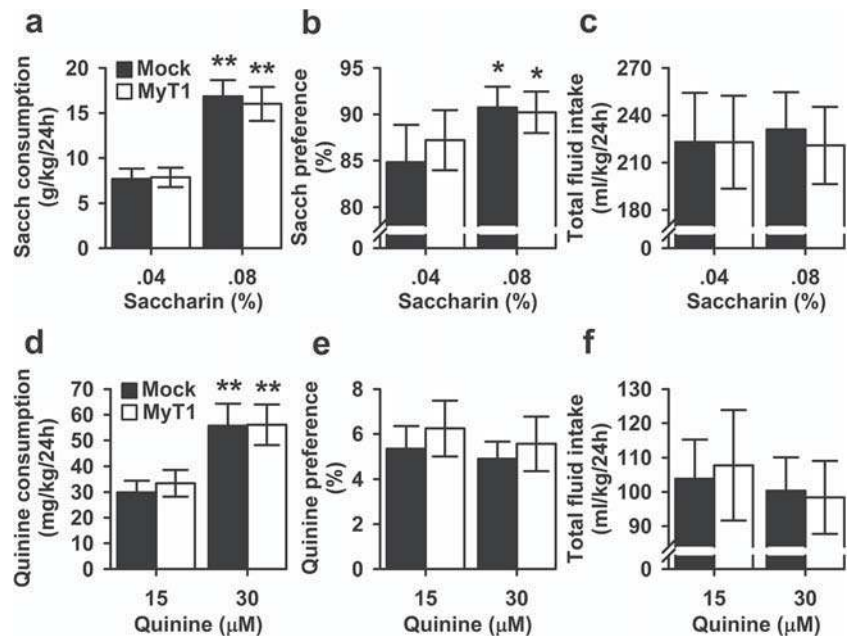 a
Sacch consumption
(g/kg/24h)
20
15
10
5
0
Mock
MyT1
**
**
.04
.08
Saccharin (%)
b
Sacch preference
(%)
95
90
85
80
0
*
*
.04
.08
Saccharin (%)
c
Total fluid intake
(ml/kg/24h)
270
240
210
180
0
.04
.08
Saccharin (%)
d
Quinine consumption
(mg/kg/24h)
70
60
50
40
30
20
10
0
Mock
MyT1
**
**
15
30
Quinine (μM)
e
Quinine preference
(%)
8
6
4
2
0
15
30
Quinine (μM)
f
Total fluid intake
(ml/kg/24h)
130
120
110
100
90
0
15
30
Quinine (μM)